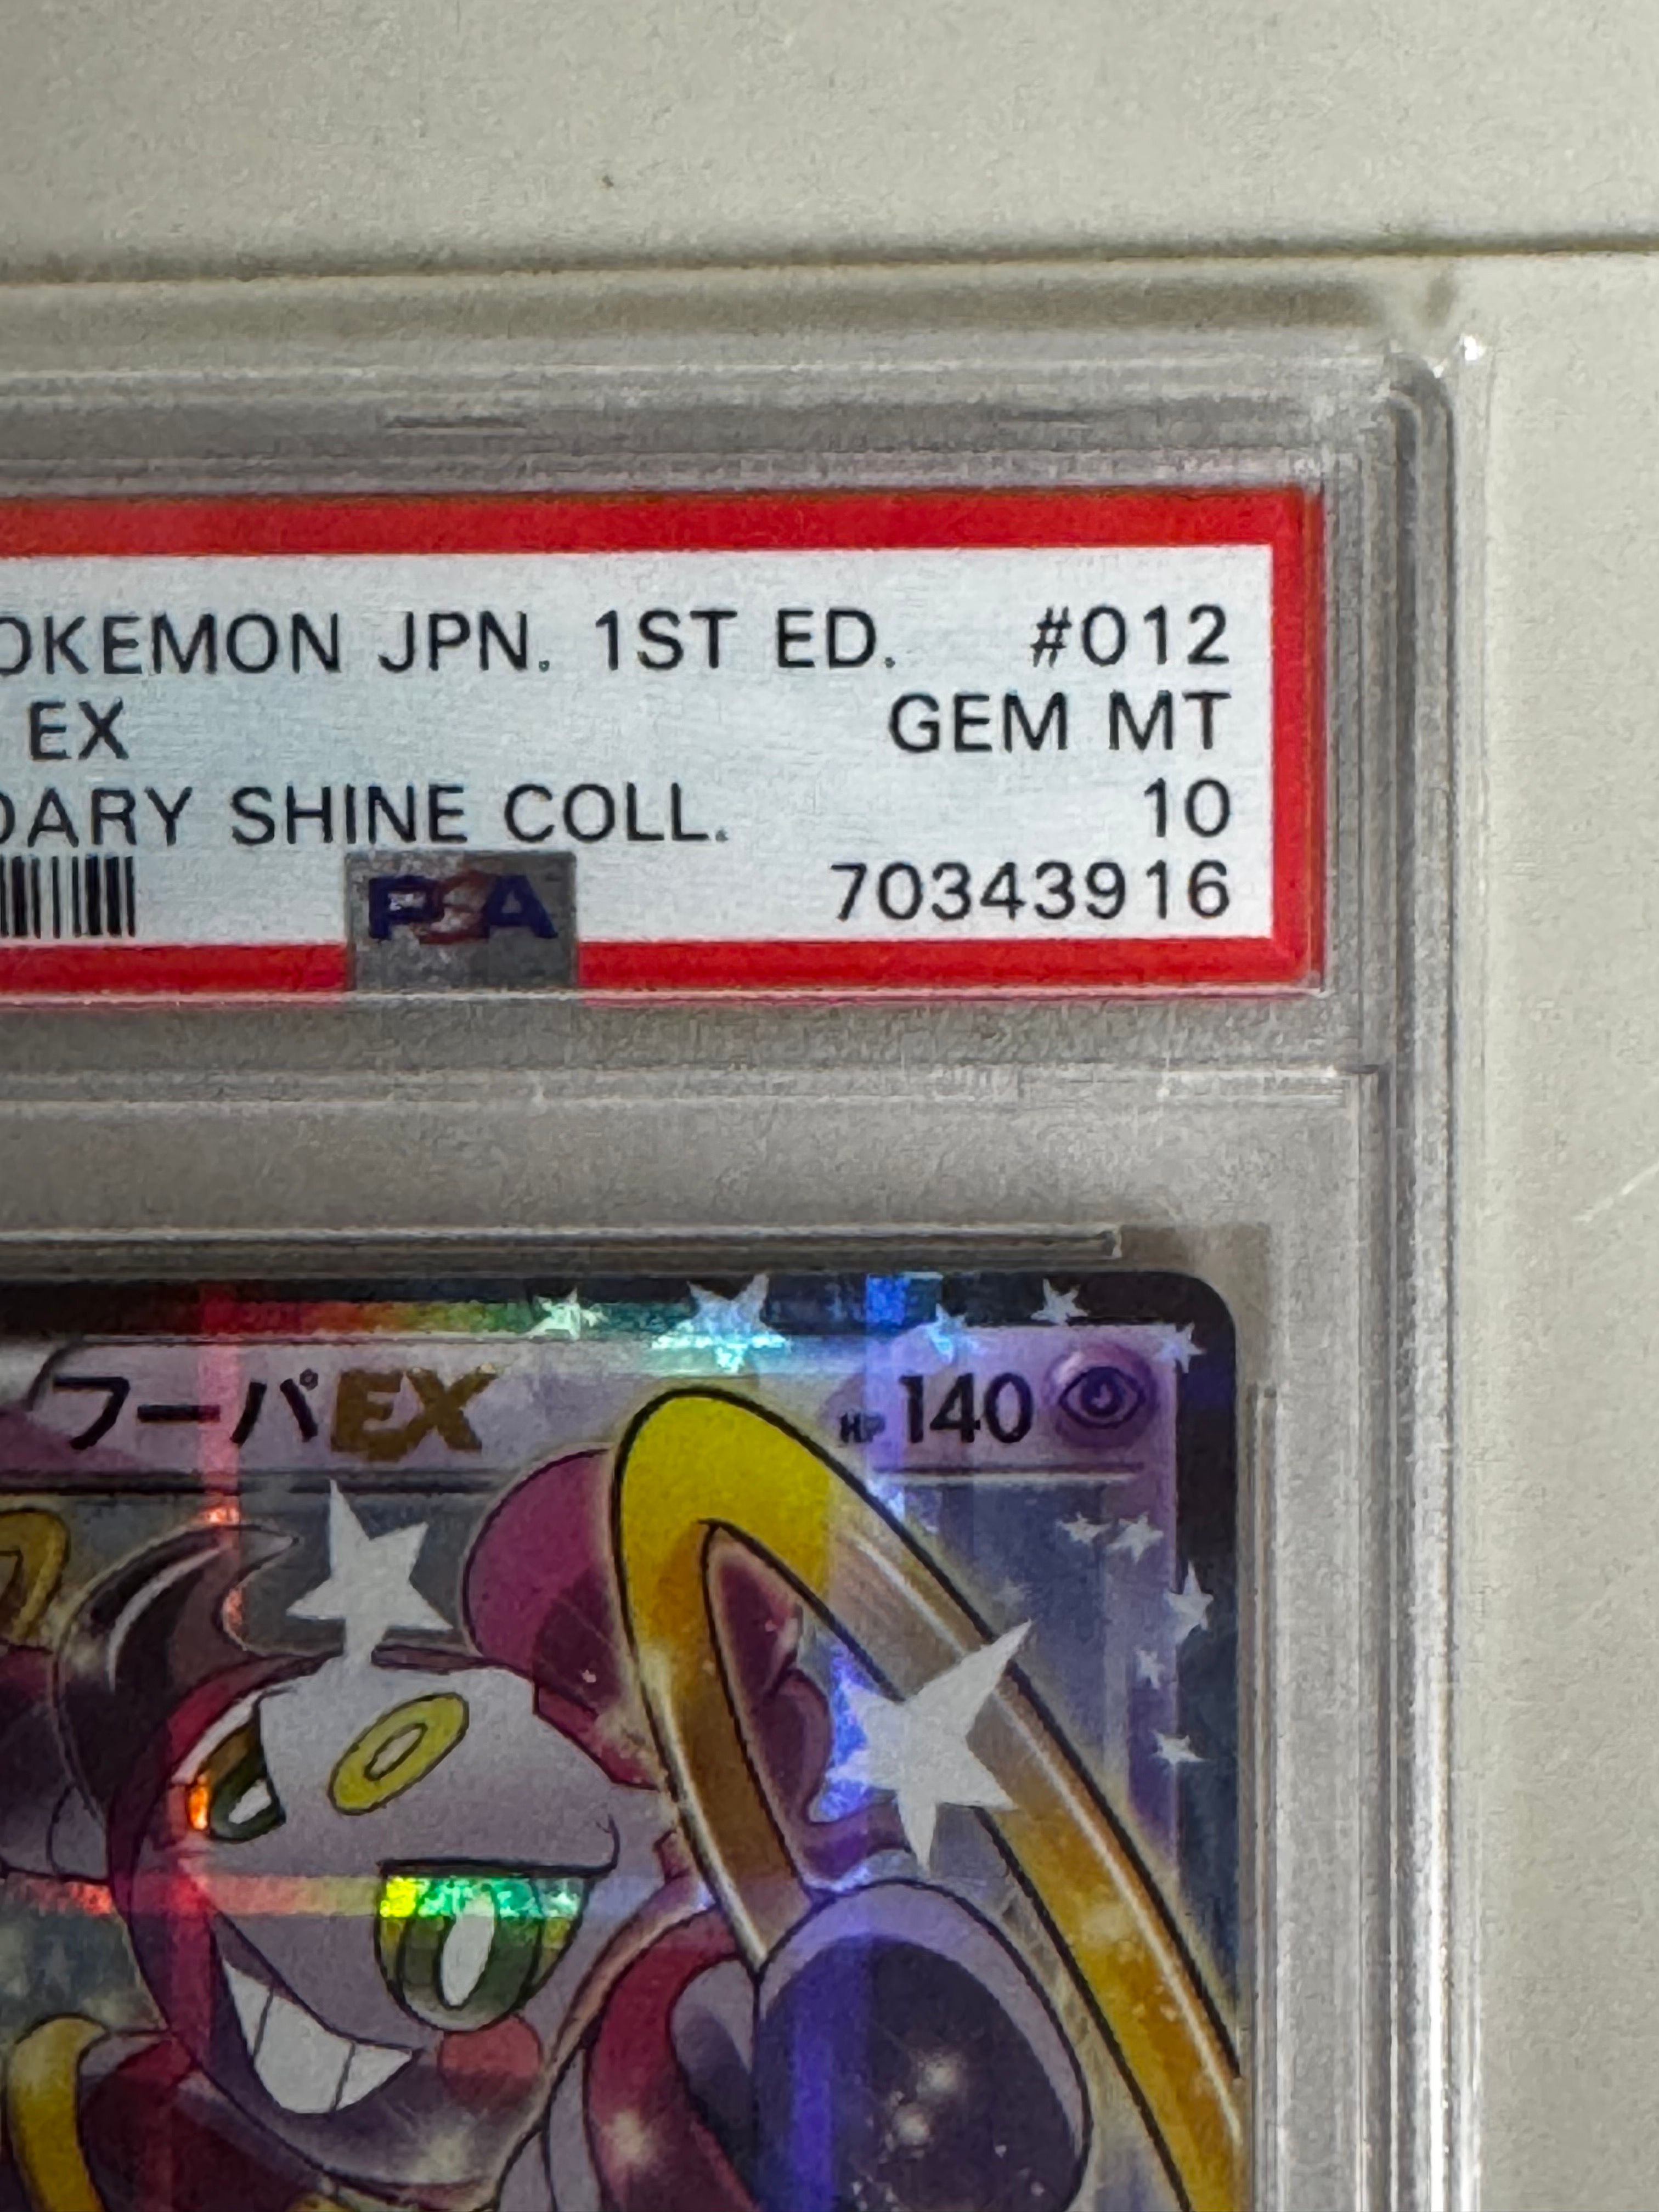 OKEMON JPN. 1ST ED. #012
EX GEM MT
DARY SHINE COLL. 10
PSA 70343916
フーパEX HP140